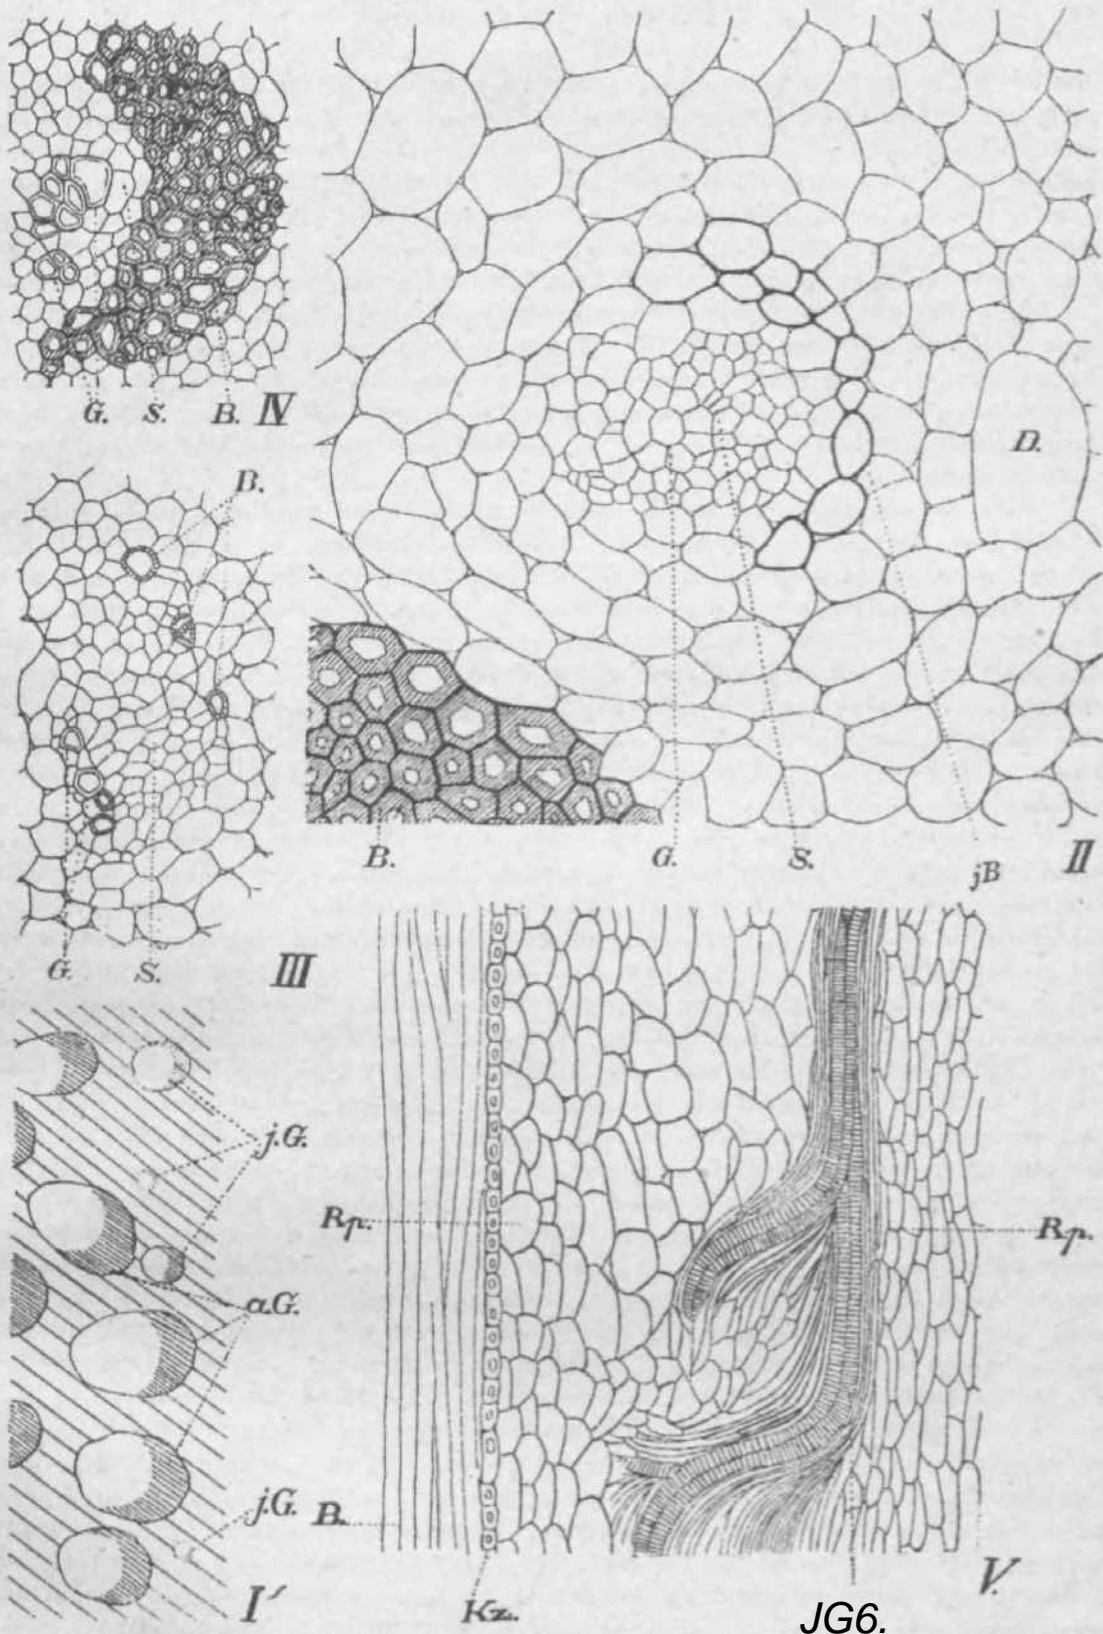 G. S. B. IV
B.
D.
B. G. S. jB II
G. S. III
j.G.
Rp. Rp.
a.G.
j.G. B.
I′ V.
Kz. JG6.